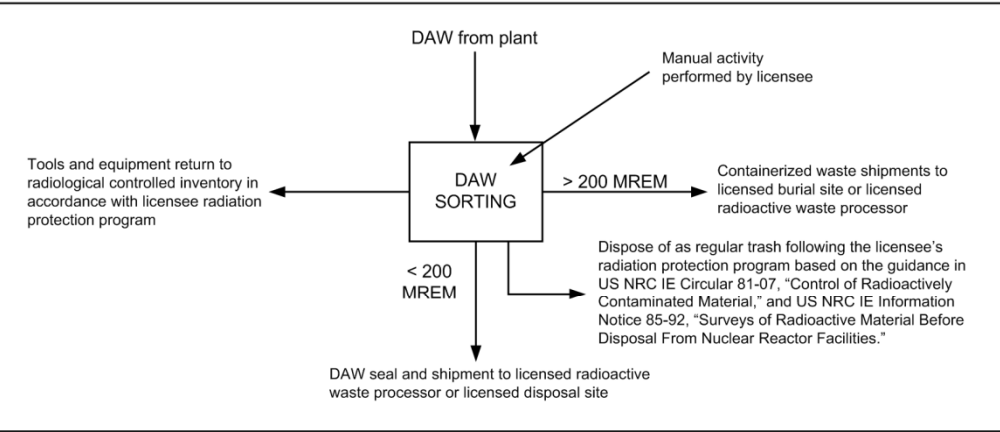 DAW from plant
Manual activity
performed by licensee
Tools and equipment return to
radiological controlled inventory in
accordance with licensee radiation
protection program
DAW
SORTING
> 200 MREM
Containerized waste shipments to
licensed burial site or licensed
radioactive waste processor
< 200
MREM
Dispose of as regular trash following the licensee's
radiation protection program based on the guidance in
US NRC IE Circular 81-07, “Control of Radioactively
Contaminated Material,” and US NRC IE Information
Notice 85-92, “Surveys of Radioactive Material Before
Disposal From Nuclear Reactor Facilities.”
DAW seal and shipment to licensed radioactive
waste processor or licensed disposal site